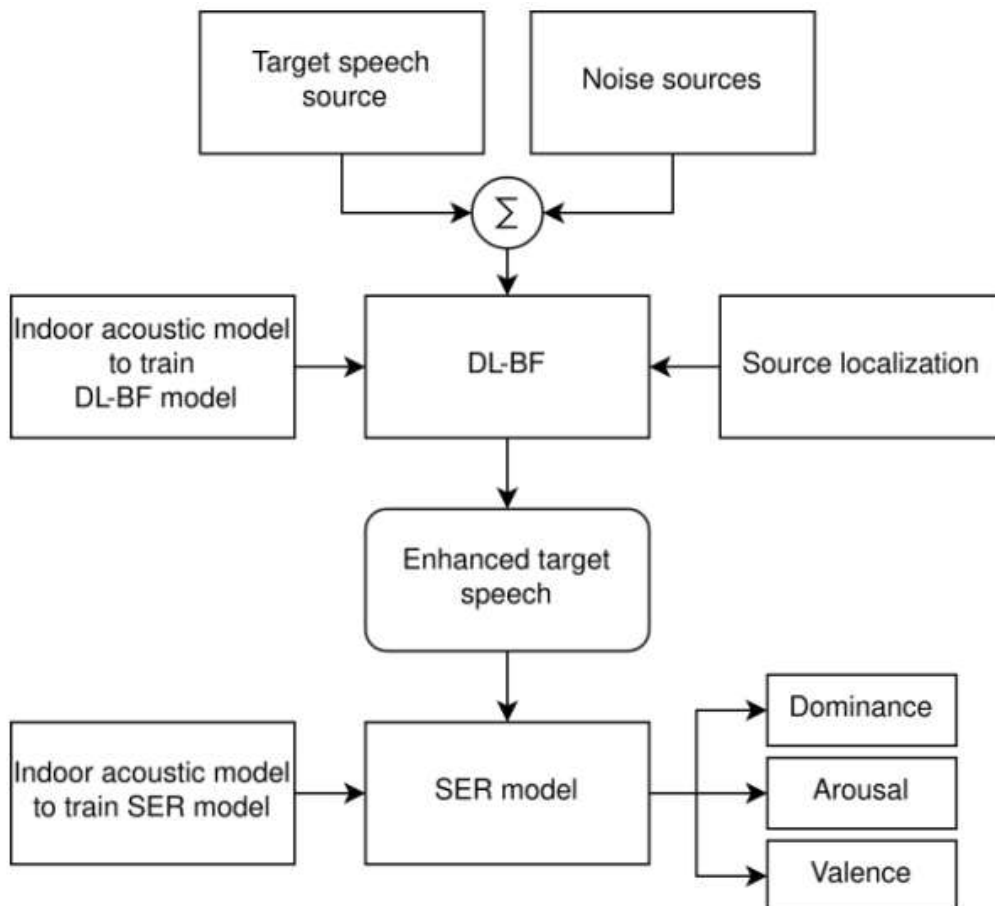 Target speech
source
Noise sources
Σ
Indoor acoustic model
to train
DL-BF model
DL-BF
Source localization
Enhanced target
speech
Indoor acoustic model
to train SER model
SER model
Dominance
Arousal
Valence